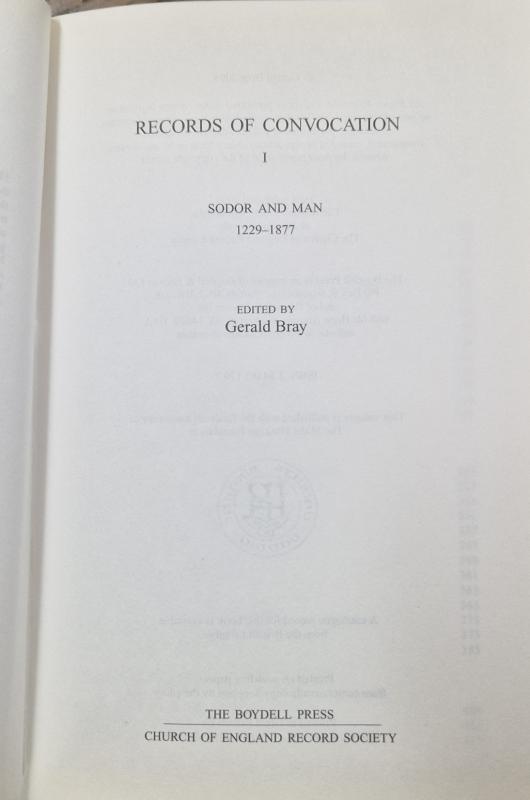 RECORDS OF CONVOCATION
I
SODOR AND MAN
1229–1877
EDITED BY
Gerald Bray
THE BOYDELL PRESS
CHURCH OF ENGLAND RECORD SOCIETY